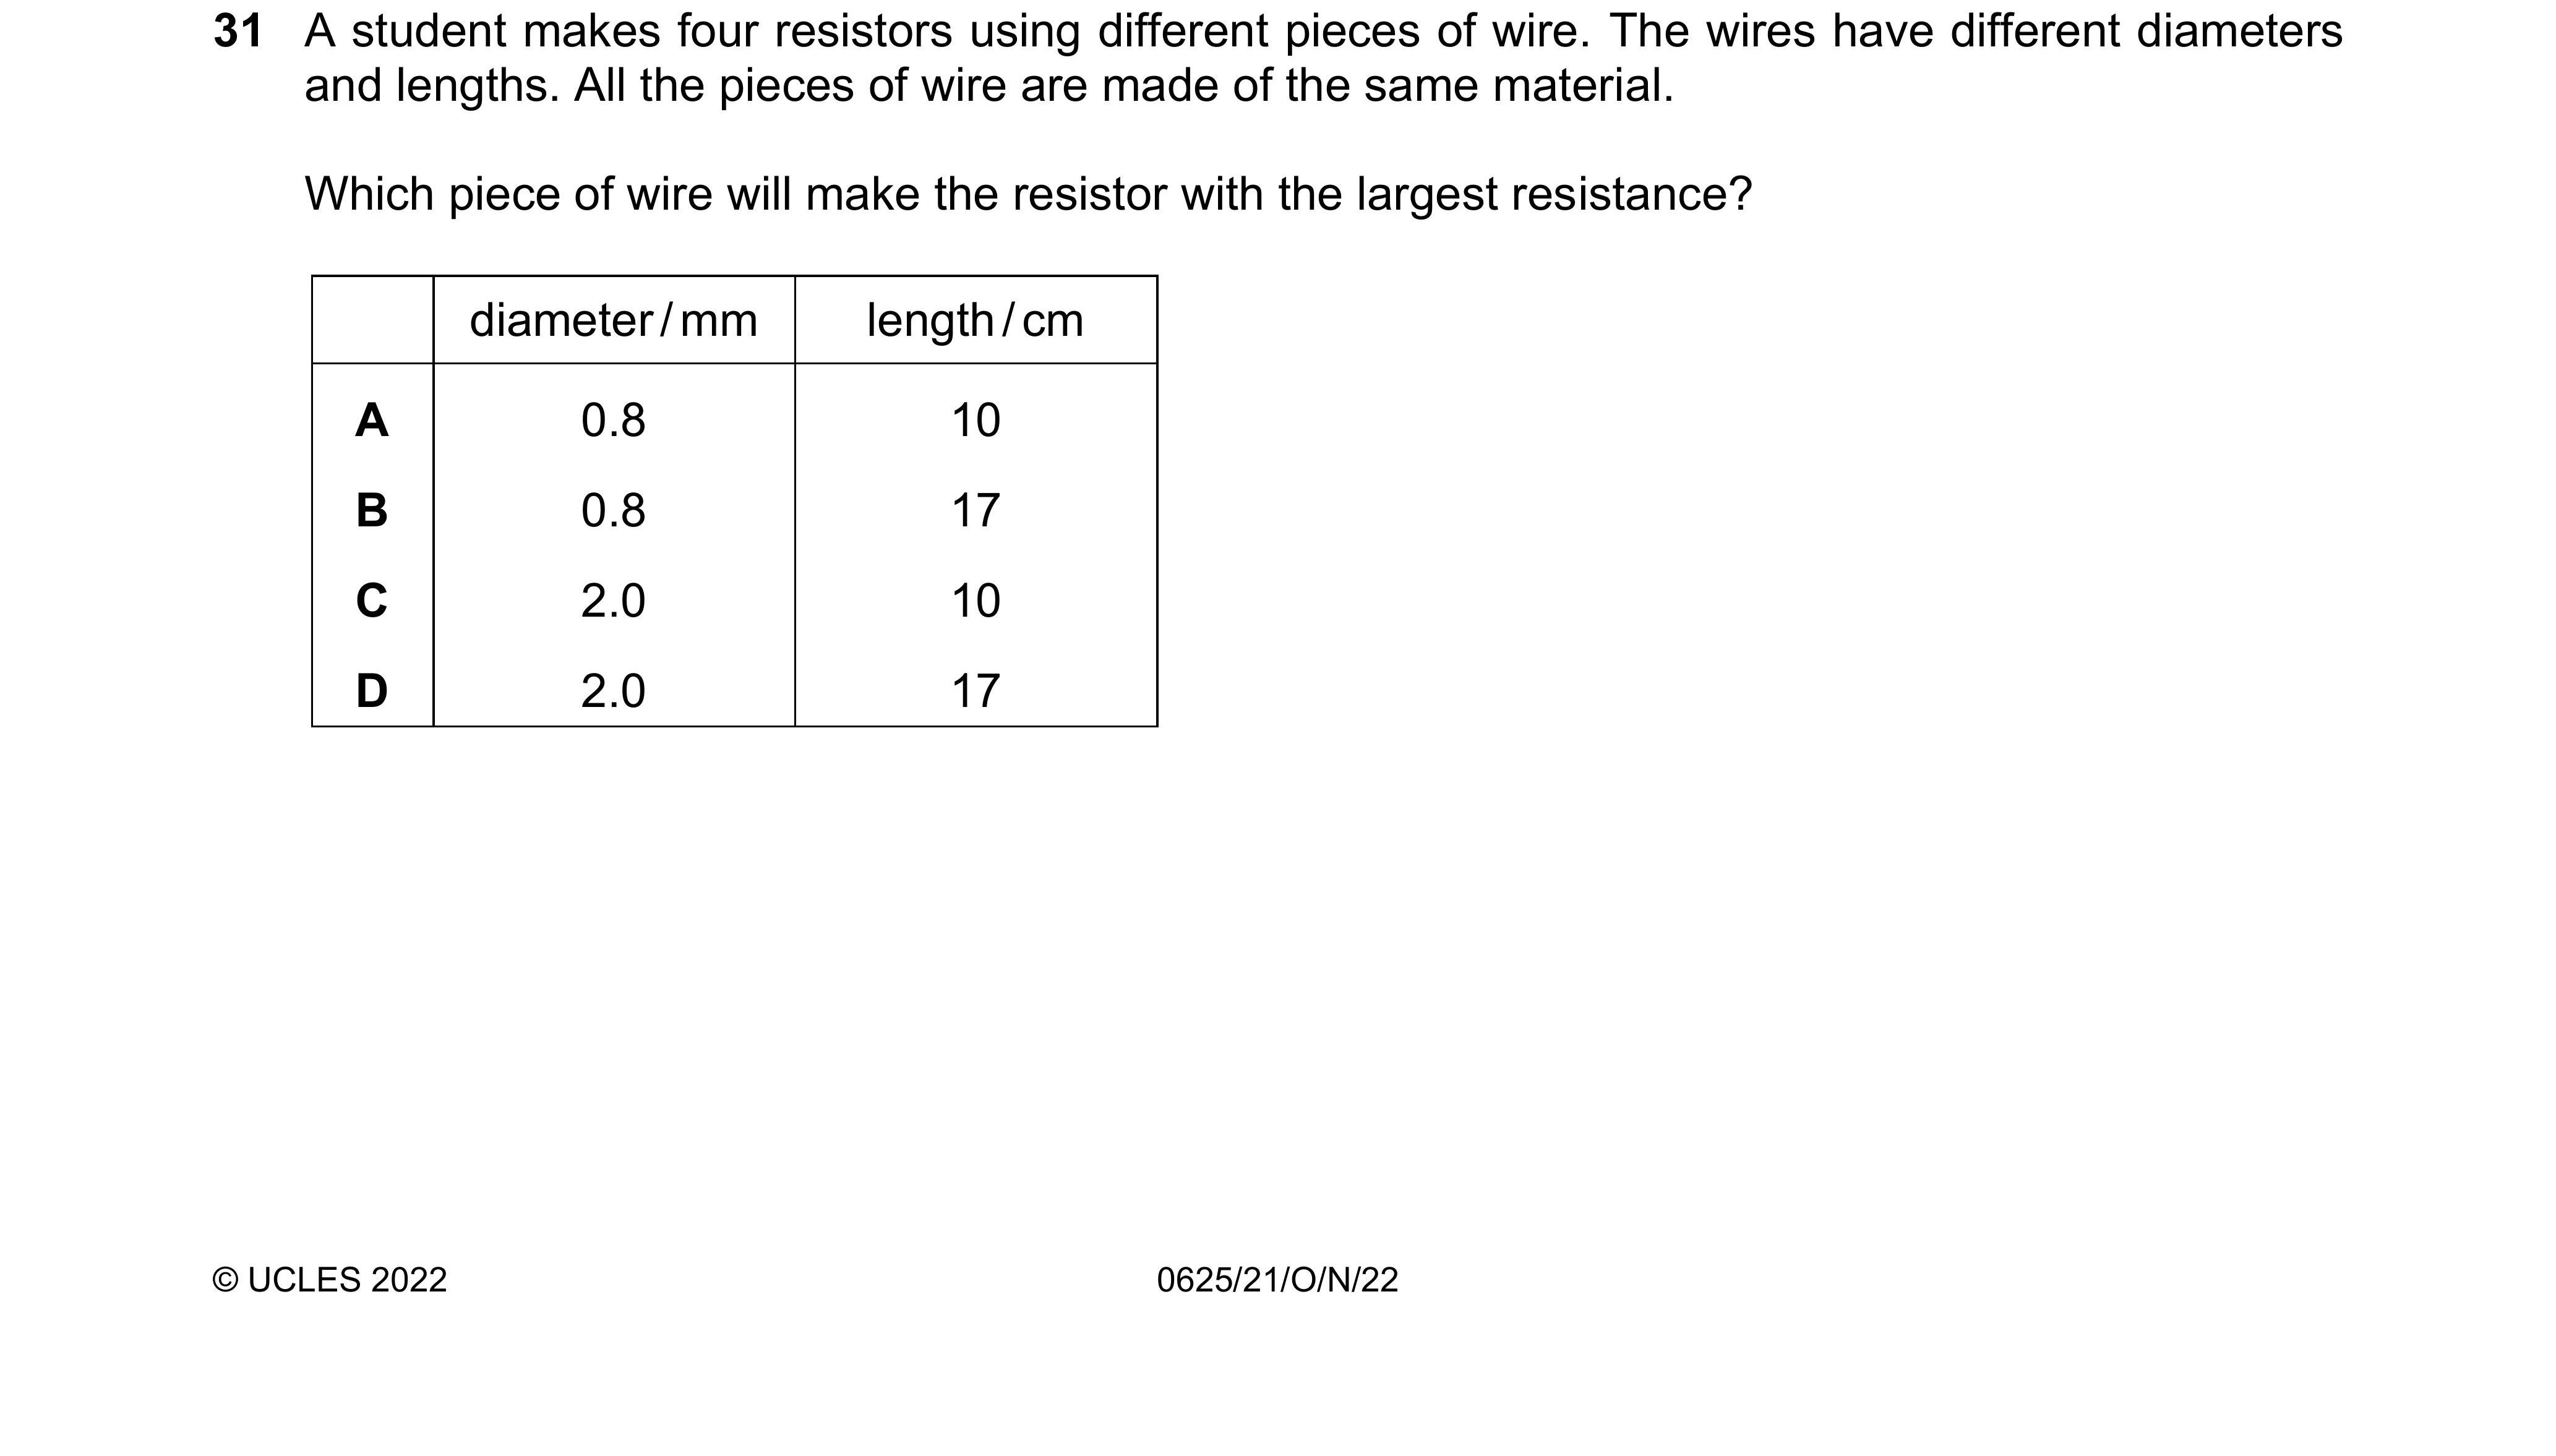 31 A student makes four resistors using different pieces of wire. The wires have different diameters
and lengths. All the pieces of wire are made of the same material.
Which piece of wire will make the resistor with the largest resistance?
diameter / mm length / cm
A 0.8 10
B 0.8 17
C 2.0 10
D 2.0 17
© UCLES 2022 0625/21/O/N/22